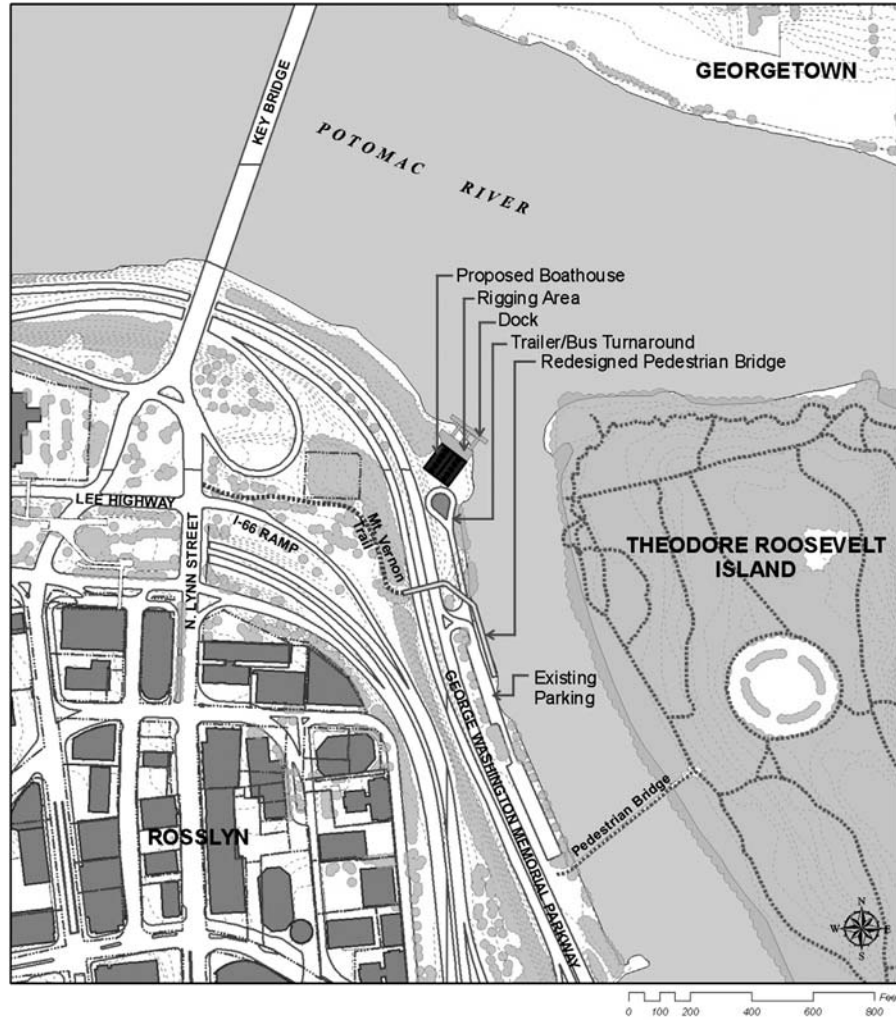 GEORGETOWN
KEY BRIDGE
POTOMAC RIVER
Proposed Boathouse
Rigging Area
Dock
Trailer/Bus Turnaround
Redesigned Pedestrian Bridge
LEE HIGHWAY
I-66 RAMP
Mt. Vernon
Trail
N. LYNN STREET
THEODORE ROOSEVELT
ISLAND
Existing
Parking
GEORGE WASHINGTON MEMORIAL PARKWAY
Pedestrian Bridge
ROSSLYN
N
W E
S
Feet
0 100 200 400 600 800